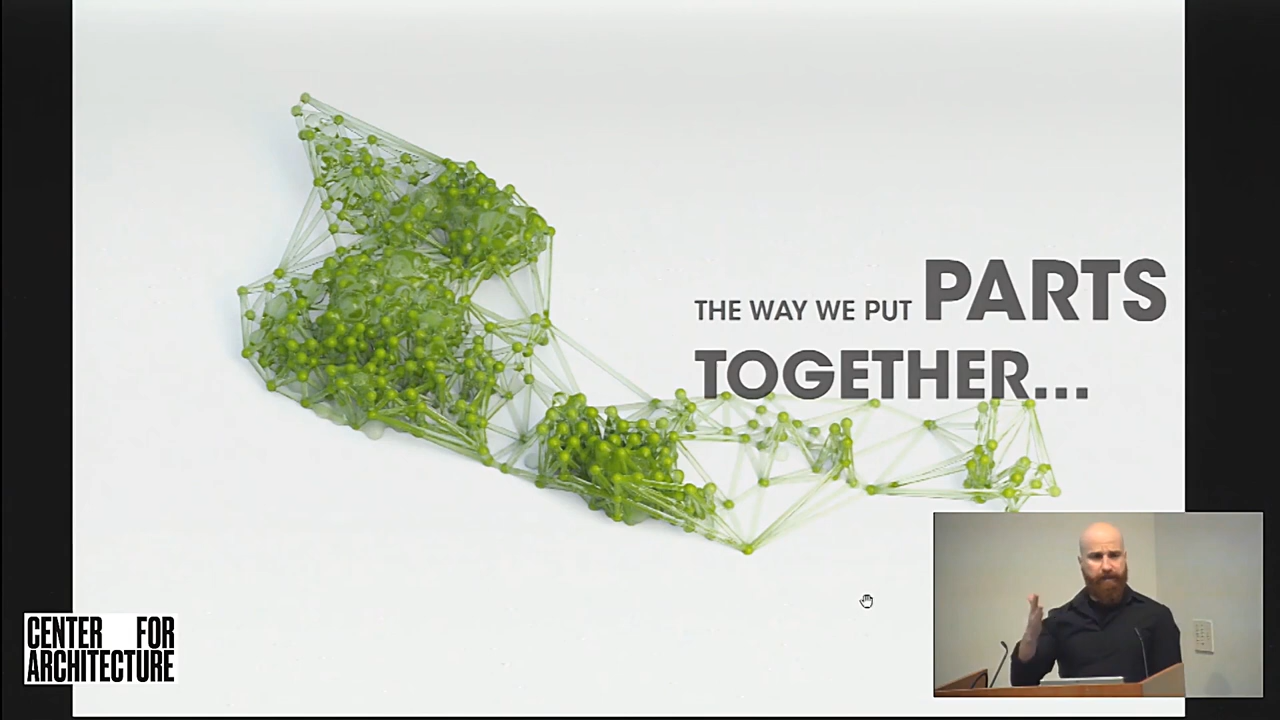 THE WAY WE PUT PARTS
TOGETHER...
CENTER FOR
ARCHITECTURE